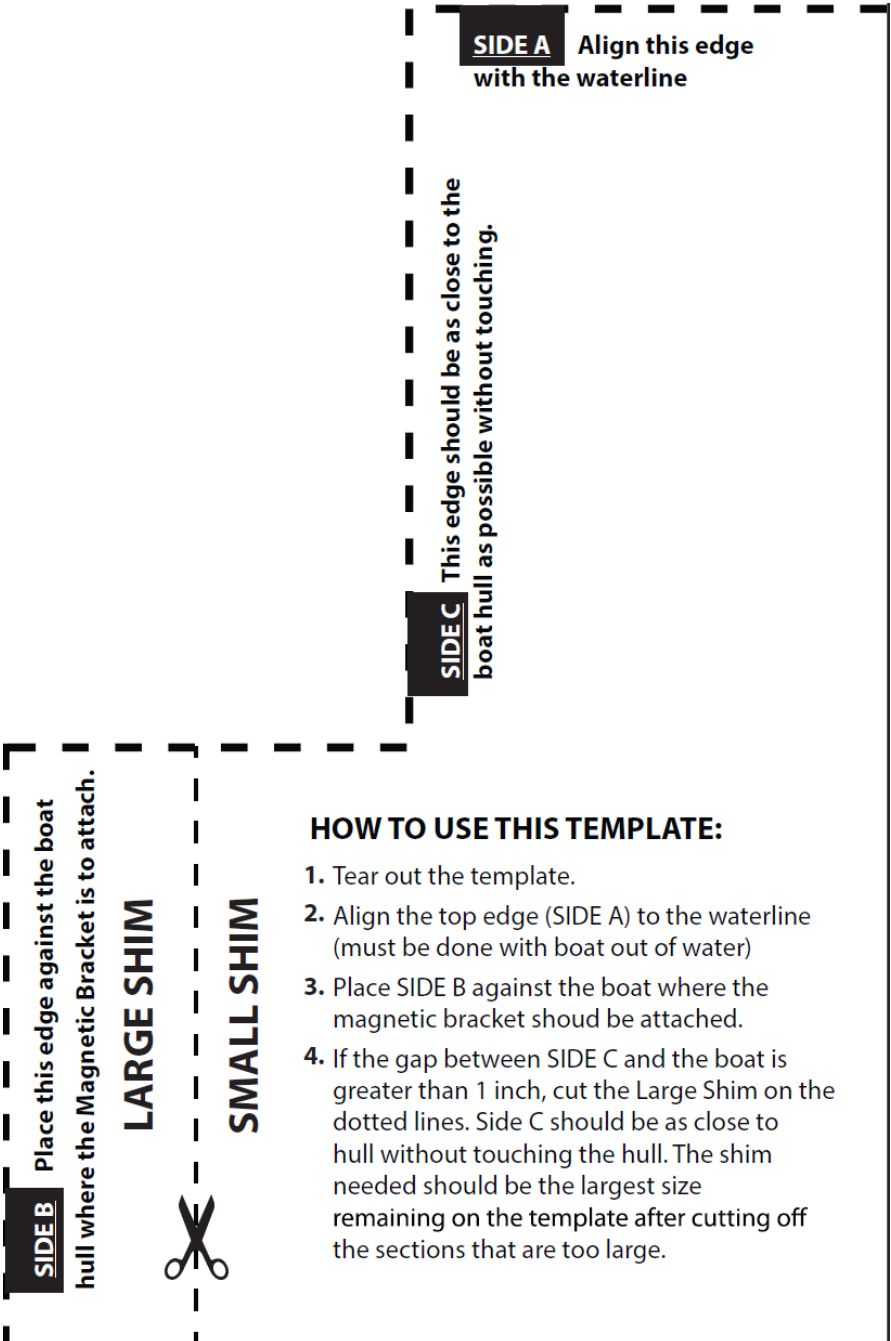 SIDE A Align this edge
with the waterline
SIDE C This edge should be as close to the
boat hull as possible without touching.
SIDE B Place this edge against the boat
hull where the Magnetic Bracket is to attach.
LARGE SHIM
SMALL SHIM
HOW TO USE THIS TEMPLATE:
1. Tear out the template.
2. Align the top edge (SIDE A) to the waterline
(must be done with boat out of water)
3. Place SIDE B against the boat where the
magnetic bracket shoud be attached.
4. If the gap between SIDE C and the boat is
greater than 1 inch, cut the Large Shim on the
dotted lines. Side C should be as close to
hull without touching the hull. The shim
needed should be the largest size
remaining on the template after cutting off
the sections that are too large.